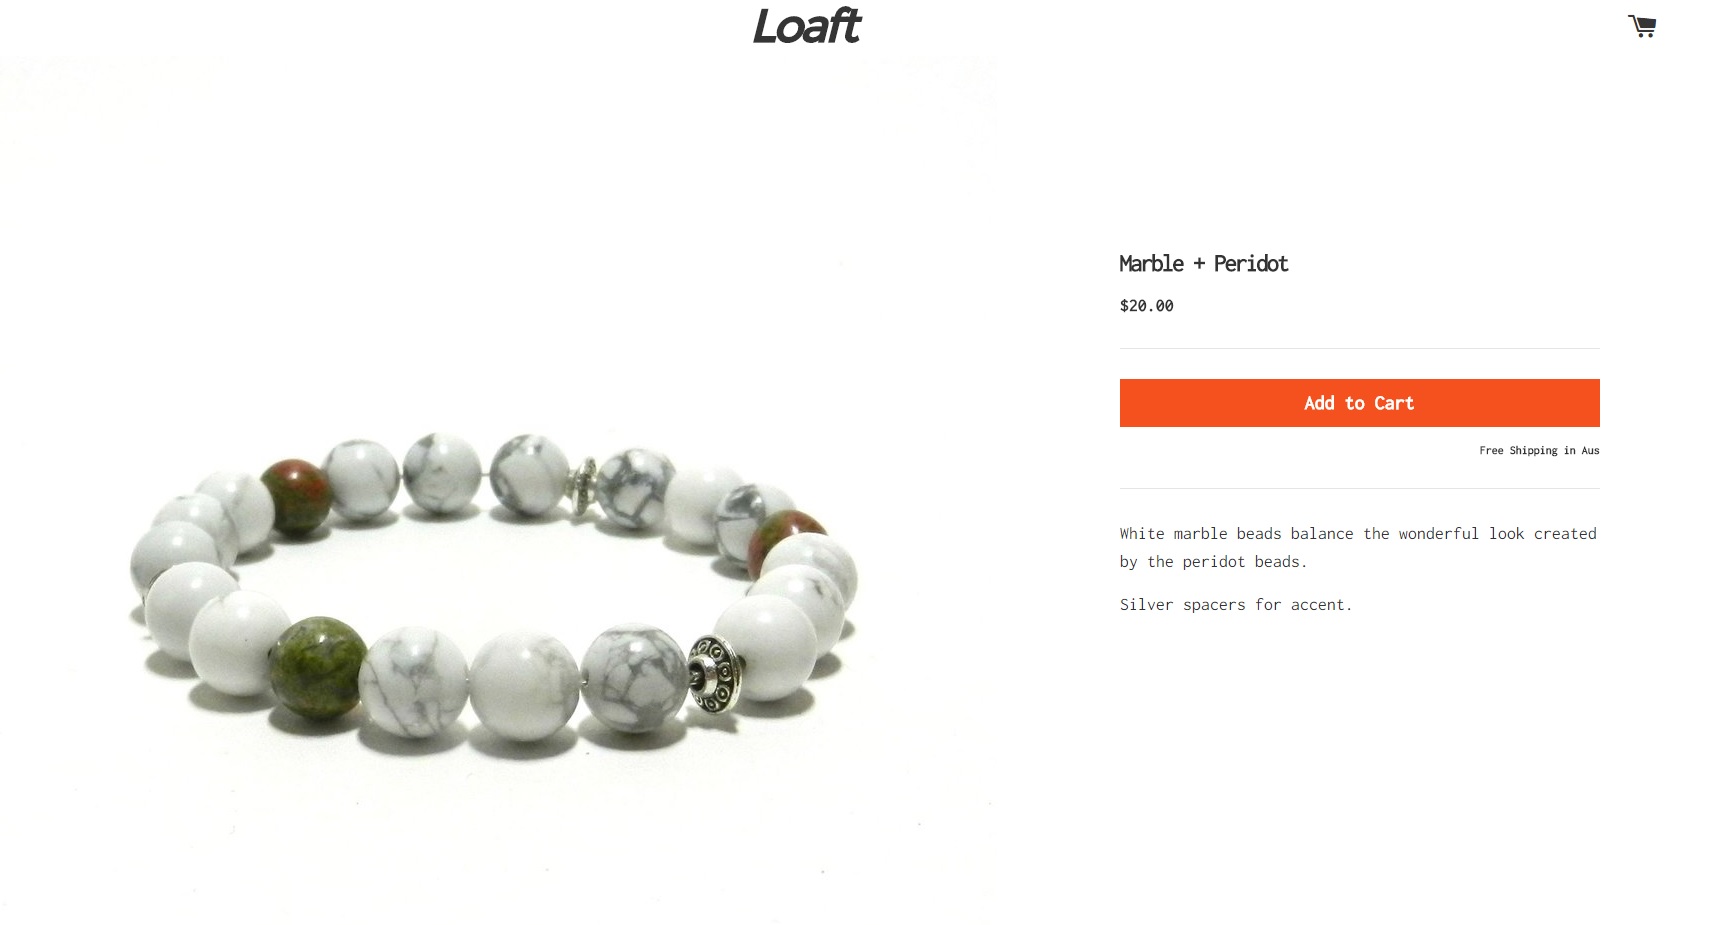 Loaft
Marble + Peridot
$20.00
Add to Cart
Free Shipping in Aus
White marble beads balance the wonderful look created
by the peridot beads.
Silver spacers for accent.